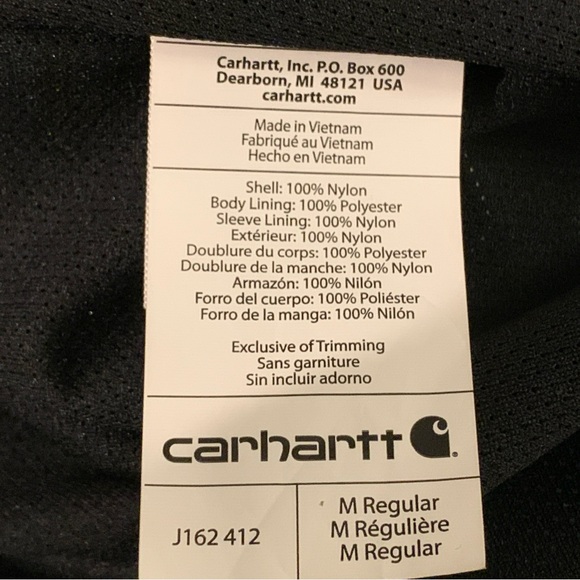 Carhartt, Inc. P.O. Box 600
Dearborn, MI 48121 USA
carhartt.com
Made in Vietnam
Fabriqué au Vietnam
Hecho en Vietnam
Shell: 100% Nylon
Body Lining: 100% Polyester
Sleeve Lining: 100% Nylon
Extérieur: 100% Nylon
Doublure du corps: 100% Polyester
Doublure de la manche: 100% Nylon
Armazón: 100% Nilón
Forro del cuerpo: 100% Poliéster
Forro de la manga: 100% Nilón
Exclusive of Trimming
Sans garniture
Sin incluir adorno
carhartt
J162 412
M Regular
M Régulière
M Regular